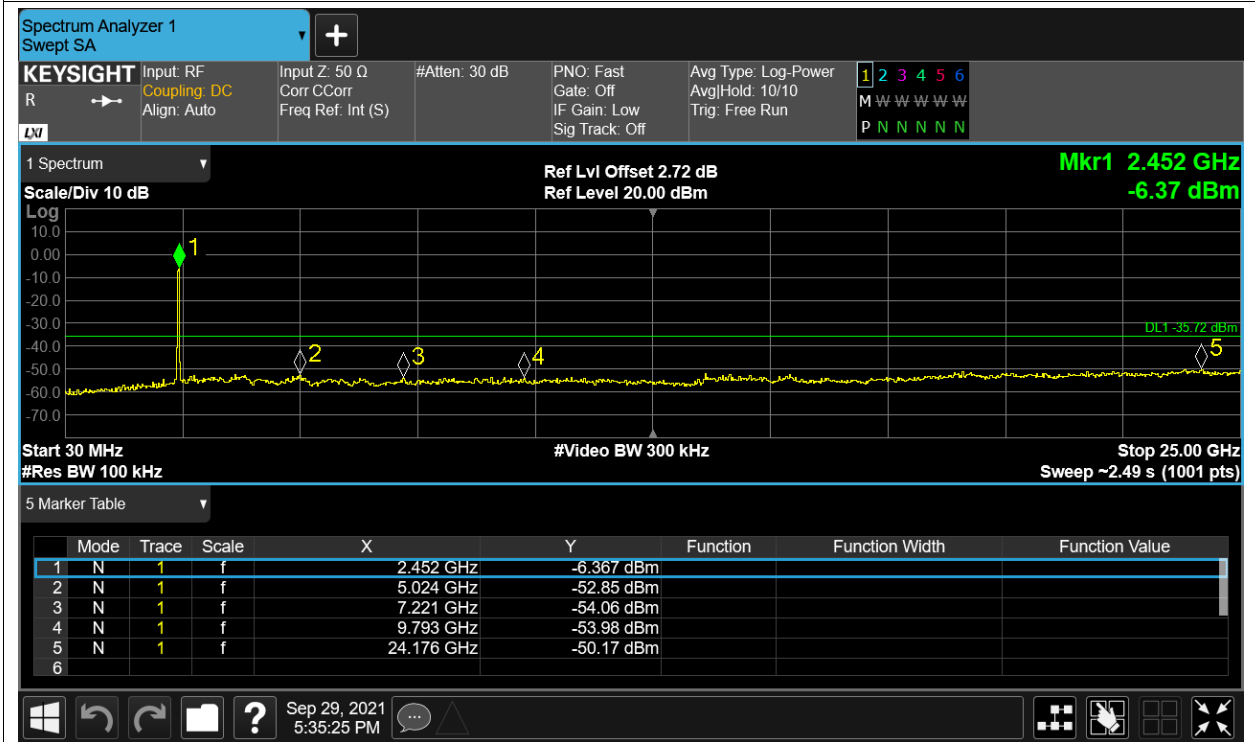 Spectrum Analyzer 1
Swept SA
+
KEYSIGHT Input: RF Input Z: 50 Ω #Atten: 30 dB PNO: Fast Avg Type: Log-Power 1 2 3 4 5 6
R Coupling: DC Corr CCorr Gate: Off Avg|Hold: 10/10 M W W W W W
Align: Auto Freq Ref: Int (S) IF Gain: Low Trig: Free Run
LXI Sig Track: Off P N N N N N
1 Spectrum Ref Lvl Offset 2.72 dB Mkr1 2.452 GHz
Scale/Div 10 dB Ref Level 20.00 dBm -6.37 dBm
Log
10.0
0.00 1
-10.0
-20.0
-30.0 DL1 -35.72 dBm
-40.0 2 3 4 5
-50.0
-60.0
-70.0
Start 30 MHz #Video BW 300 kHz Stop 25.00 GHz
#Res BW 100 kHz Sweep ~2.49 s (1001 pts)
5 Marker Table
Mode Trace Scale X Y Function Function Width Function Value
1 N 1 f 2.452 GHz -6.367 dBm
2 N 1 f 5.024 GHz -52.85 dBm
3 N 1 f 7.221 GHz -54.06 dBm
4 N 1 f 9.793 GHz -53.98 dBm
5 N 1 f 24.176 GHz -50.17 dBm
6
? Sep 29, 2021
5:35:25 PM